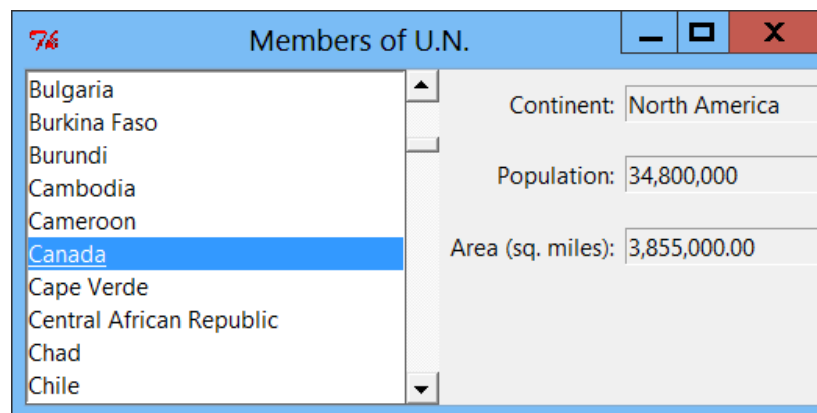 Members of U.N.
Bulgaria
Burkina Faso
Burundi
Cambodia
Cameroon
Canada
Cape Verde
Central African Republic
Chad
Chile
Continent: North America
Population: 34,800,000
Area (sq. miles): 3,855,000.00